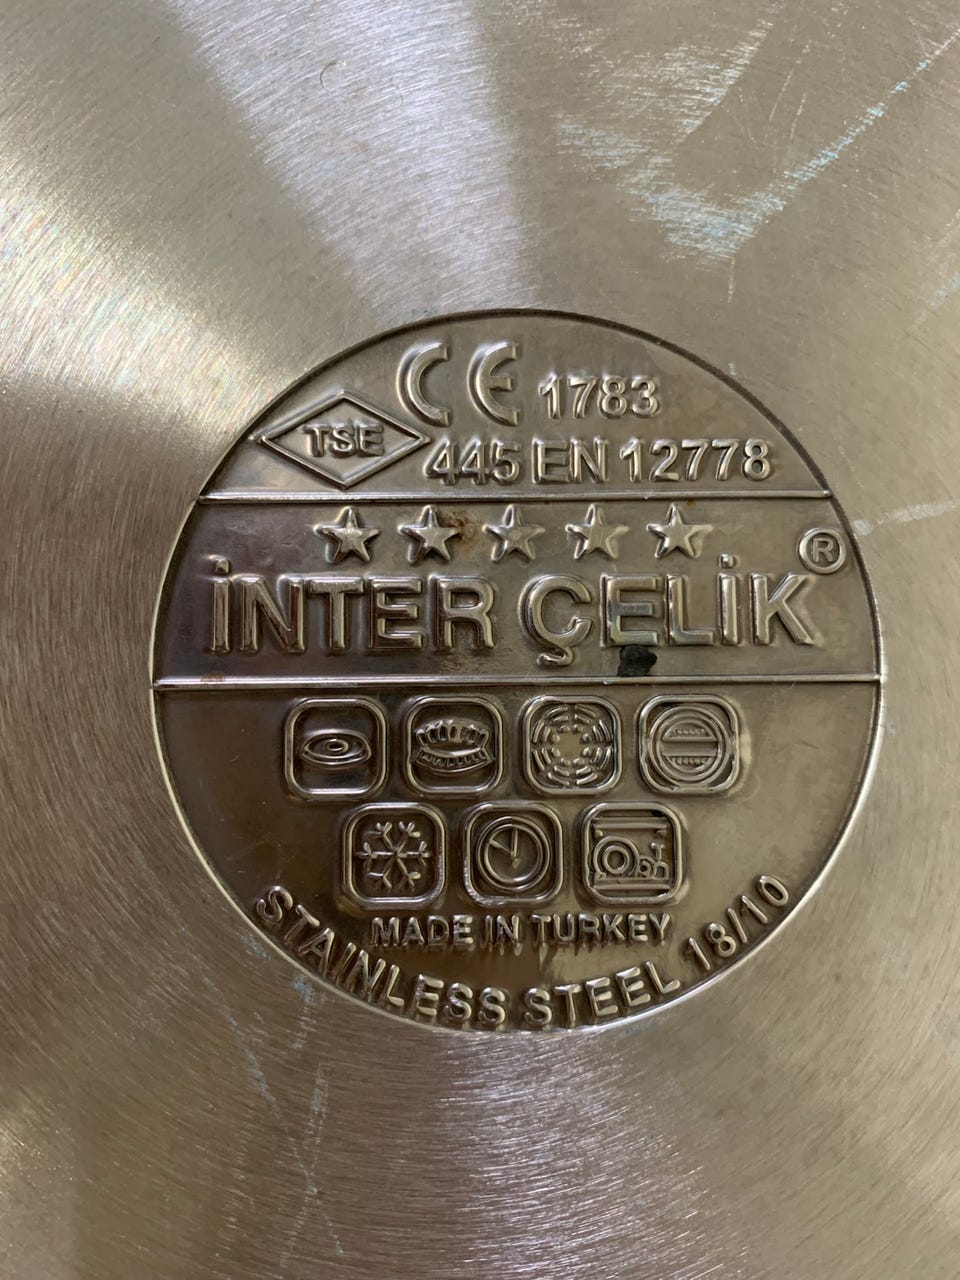 CE 1783
TSE
445 EN 12778
İNTER ÇELİK ®
MADE IN TURKEY
STAINLESS STEEL 18/10